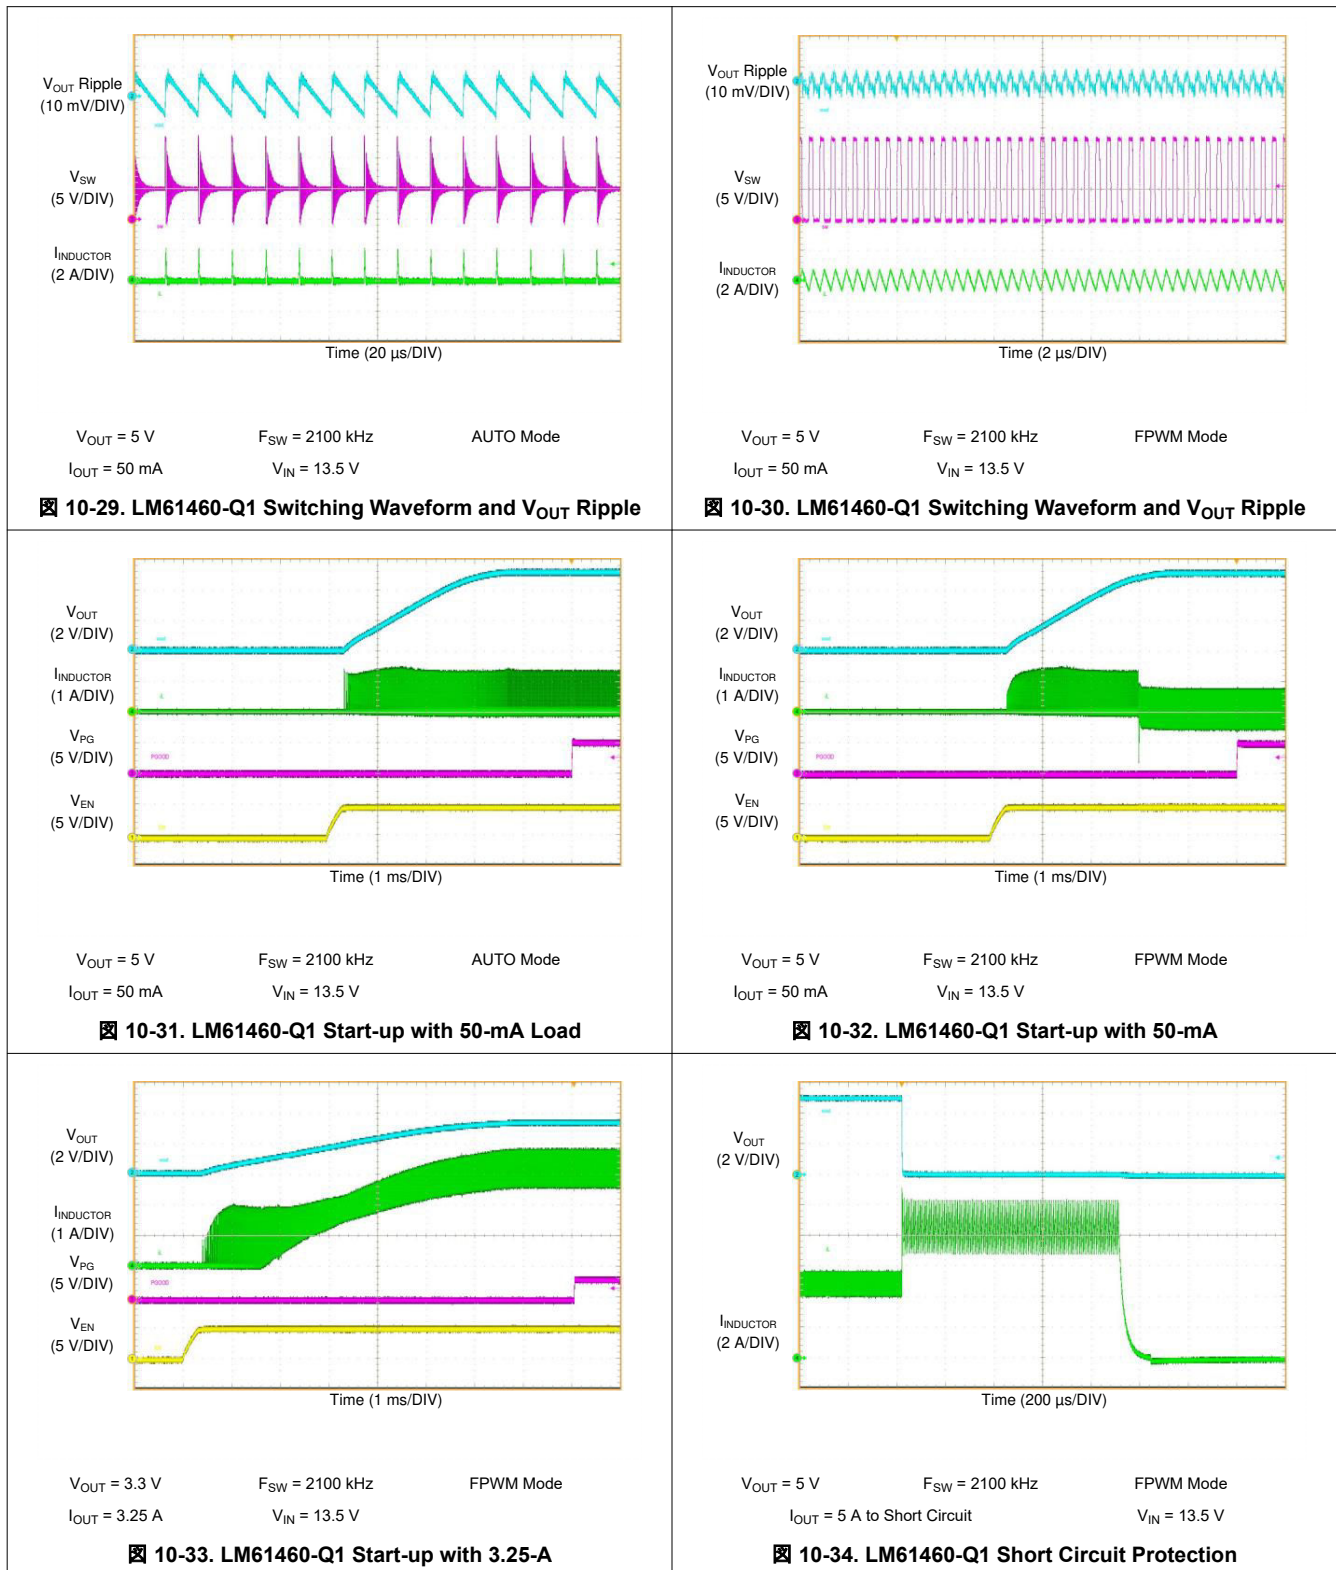 VOUT Ripple
(10 mV/DIV)
VSW
(5 V/DIV)
IINDUCTOR
(2 A/DIV)
Time (20 µs/DIV)
VOUT = 5 V FSW = 2100 kHz AUTO Mode
IOUT = 50 mA VIN = 13.5 V
図 10-29. LM61460-Q1 Switching Waveform and VOUT Ripple
VOUT Ripple
(10 mV/DIV)
VSW
(5 V/DIV)
IINDUCTOR
(2 A/DIV)
Time (2 µs/DIV)
VOUT = 5 V FSW = 2100 kHz FPWM Mode
IOUT = 50 mA VIN = 13.5 V
図 10-30. LM61460-Q1 Switching Waveform and VOUT Ripple
VOUT
(2 V/DIV)
IINDUCTOR
(1 A/DIV)
VPG
(5 V/DIV)
PGOOD
VEN
(5 V/DIV)
Time (1 ms/DIV)
VOUT = 5 V FSW = 2100 kHz AUTO Mode
IOUT = 50 mA VIN = 13.5 V
図 10-31. LM61460-Q1 Start-up with 50-mA Load
VOUT
(2 V/DIV)
IINDUCTOR
(1 A/DIV)
VPG
(5 V/DIV)
PGOOD
VEN
(5 V/DIV)
Time (1 ms/DIV)
VOUT = 5 V FSW = 2100 kHz FPWM Mode
IOUT = 50 mA VIN = 13.5 V
図 10-32. LM61460-Q1 Start-up with 50-mA
VOUT
(2 V/DIV)
IINDUCTOR
(1 A/DIV)
VPG
(5 V/DIV)
PGOOD
VEN
(5 V/DIV)
Time (1 ms/DIV)
VOUT = 3.3 V FSW = 2100 kHz FPWM Mode
IOUT = 3.25 A VIN = 13.5 V
図 10-33. LM61460-Q1 Start-up with 3.25-A
VOUT
(2 V/DIV)
IINDUCTOR
(2 A/DIV)
Time (200 µs/DIV)
VOUT = 5 V FSW = 2100 kHz FPWM Mode
IOUT = 5 A to Short Circuit VIN = 13.5 V
図 10-34. LM61460-Q1 Short Circuit Protection